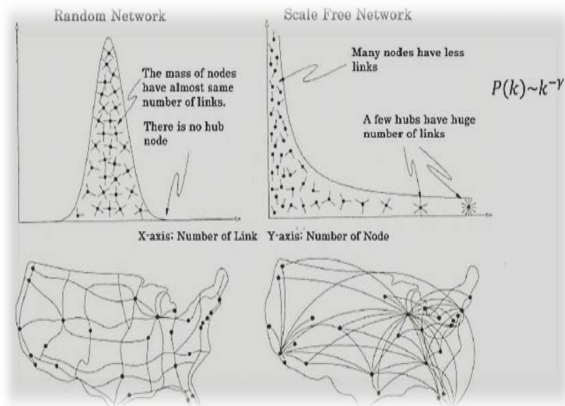 Random Network
The mass of nodes
have almost same
number of links.
There is no hub
node
Scale Free Network
Many nodes have less
links
A few hubs have huge
number of links
P(k)~k^{-γ}
X-axis: Number of Link Y-axis: Number of Node